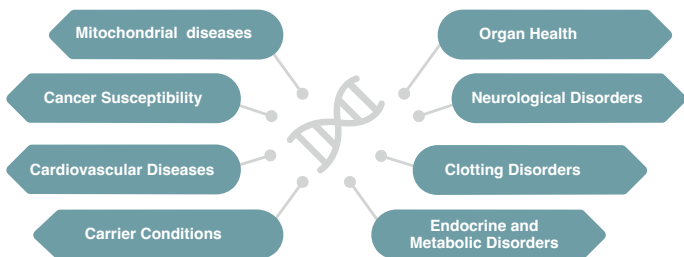 Mitochondrial diseases
Organ Health
Cancer Susceptibility
Neurological Disorders
Cardiovascular Diseases
Clotting Disorders
Carrier Conditions
Endocrine and
Metabolic Disorders